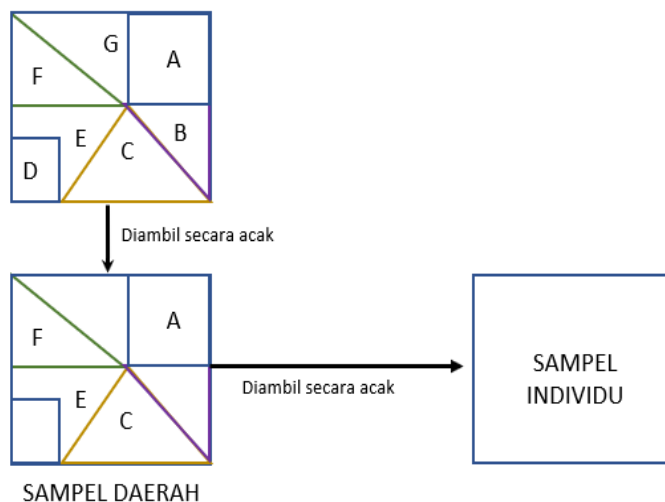 G
A
F
B
E
C
D
Diambil secara acak
A
F
E
C
Diambil secara acak
SAMPEL
INDIVIDU
SAMPEL DAERAH